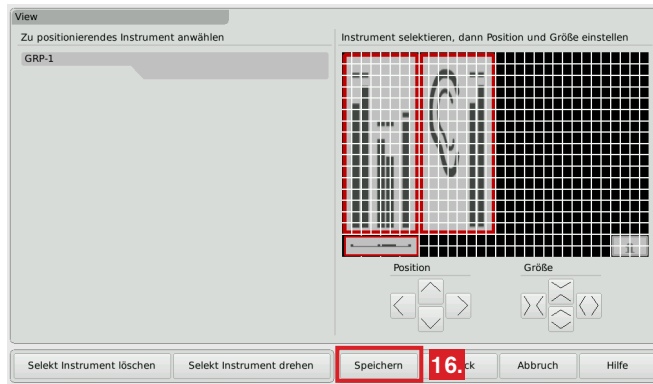 View
Zu positionierendes Instrument anwählen
Instrument selektieren, dann Position und Größe einstellen
GRP-1
Position
Größe
Selekt Instrument löschen
Selekt Instrument drehen
Speichern
16.
Abbruch
Hilfe